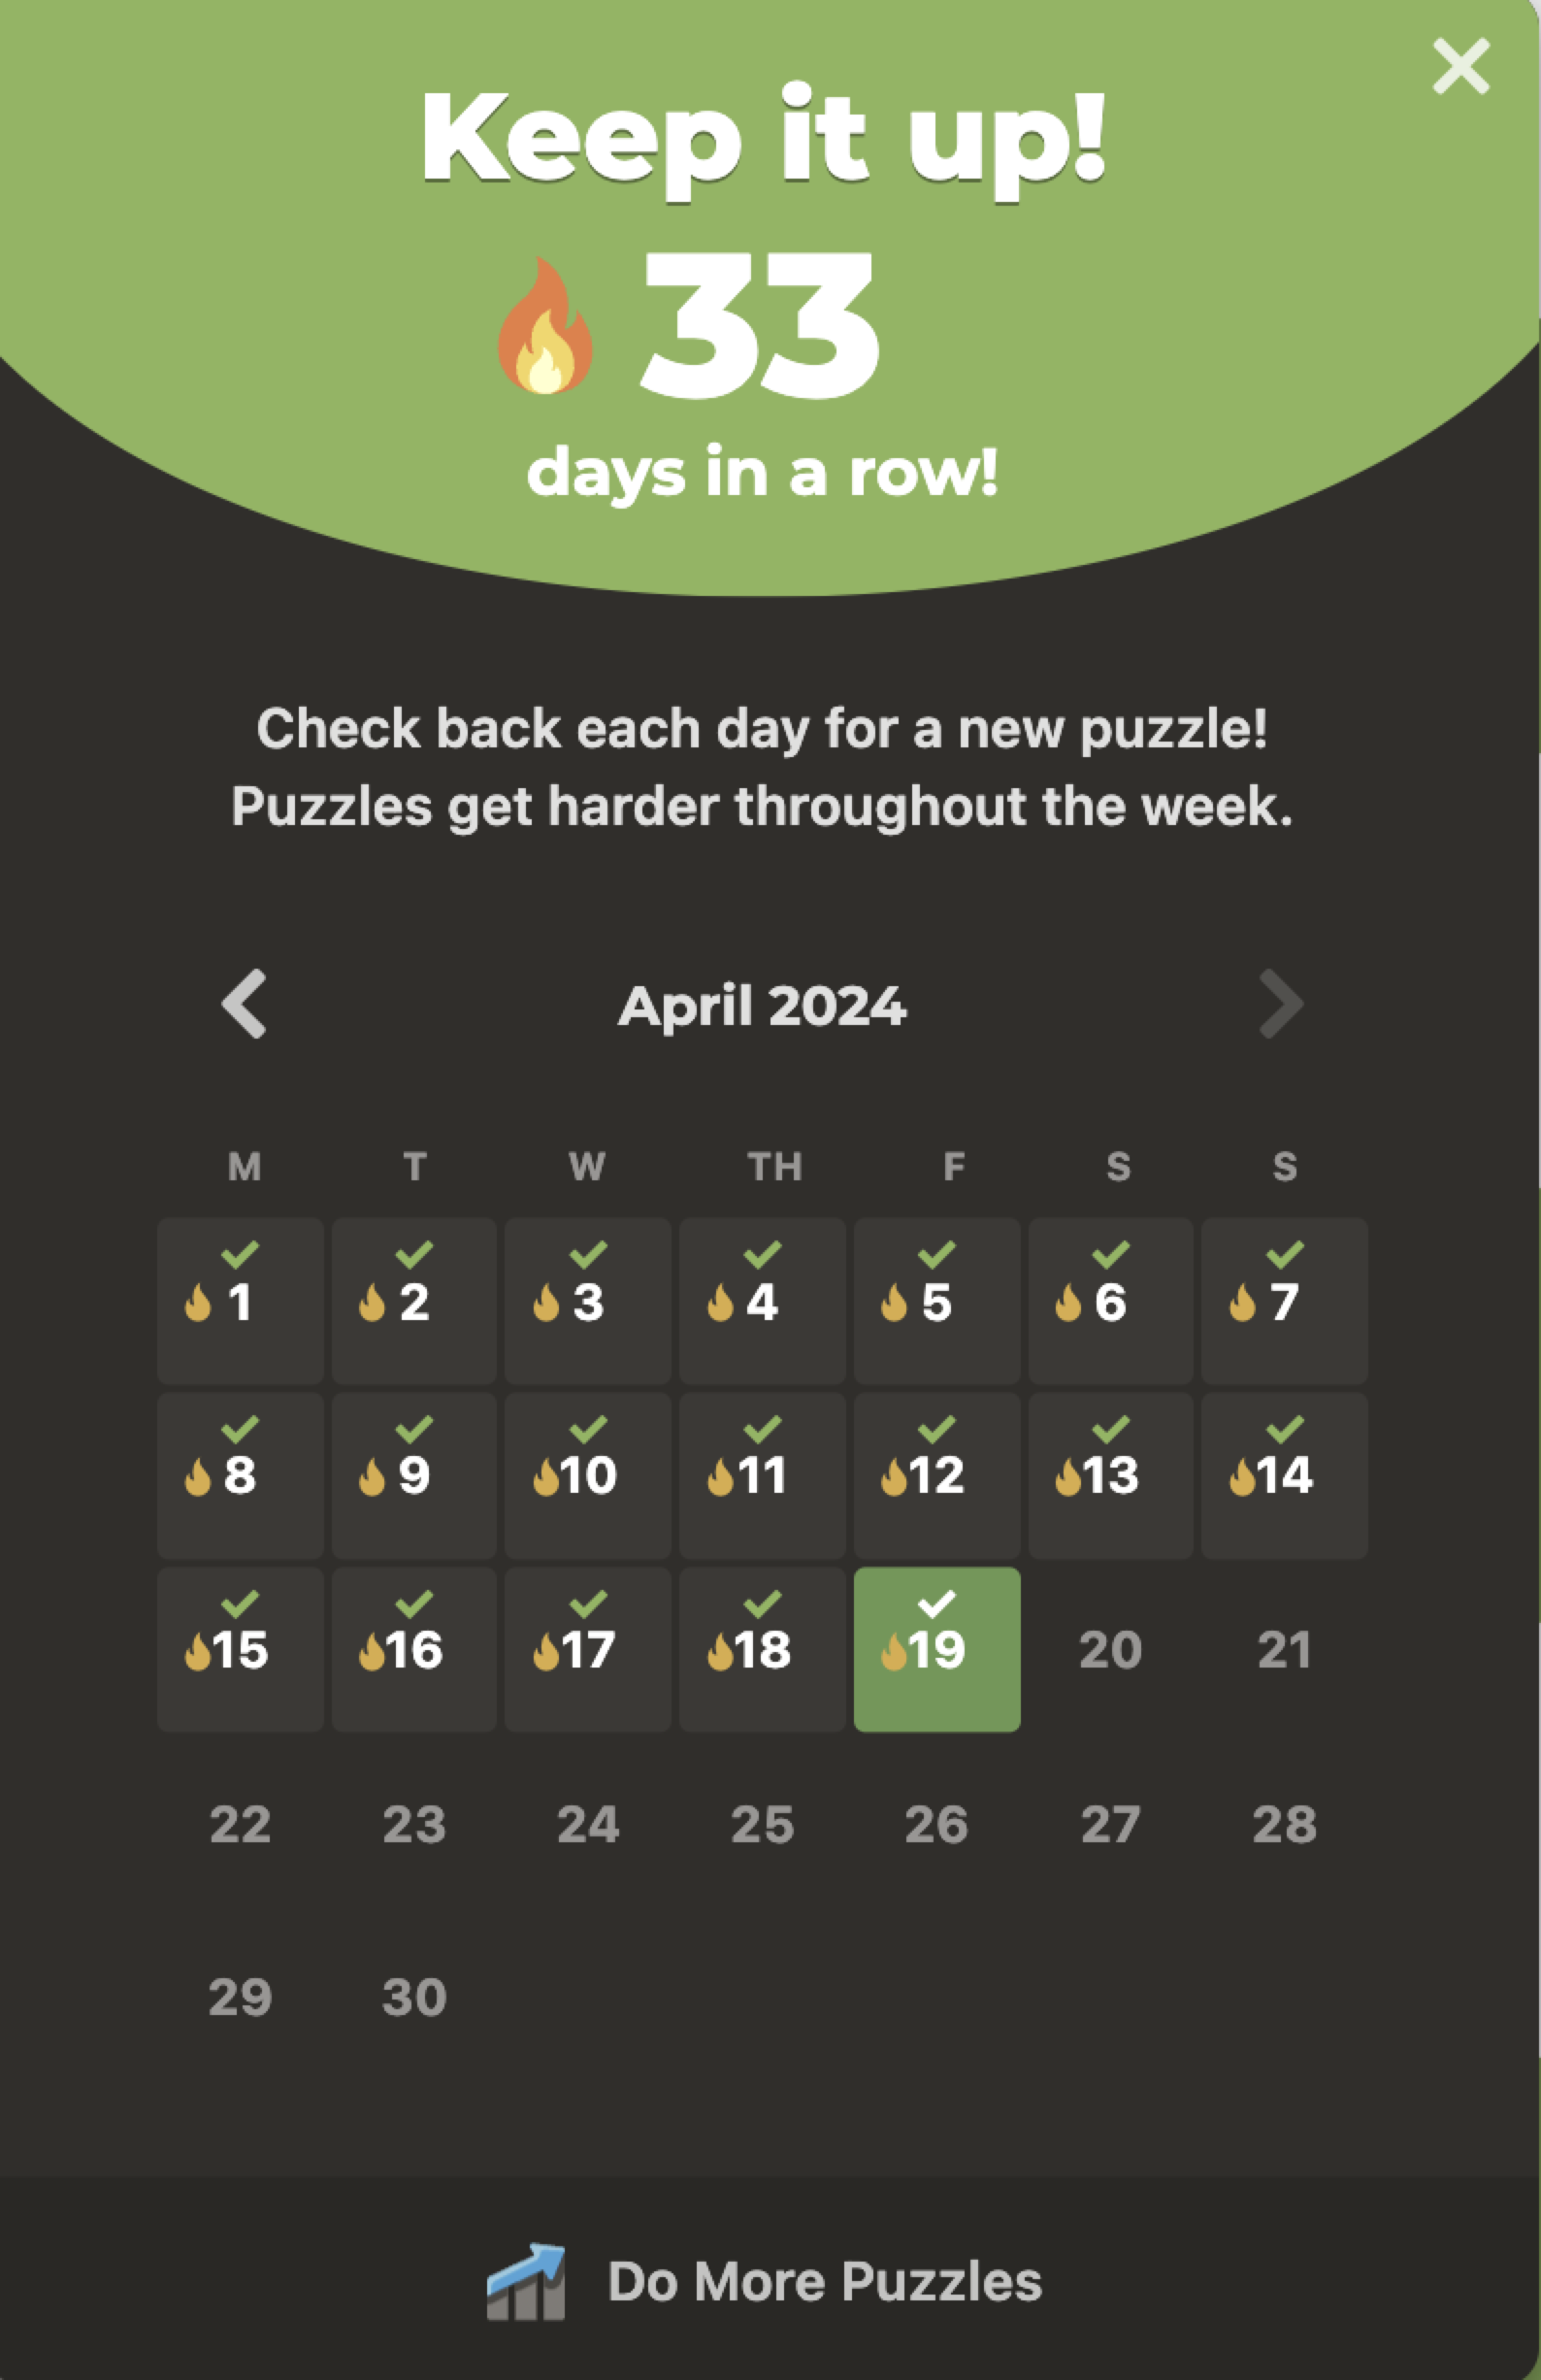 Keep it up!
33
days in a row!
Check back each day for a new puzzle!
Puzzles get harder throughout the week.
April 2024
M T W TH F S S
1 2 3 4 5 6 7
8 9 10 11 12 13 14
15 16 17 18 19 20 21
22 23 24 25 26 27 28
29 30
Do More Puzzles